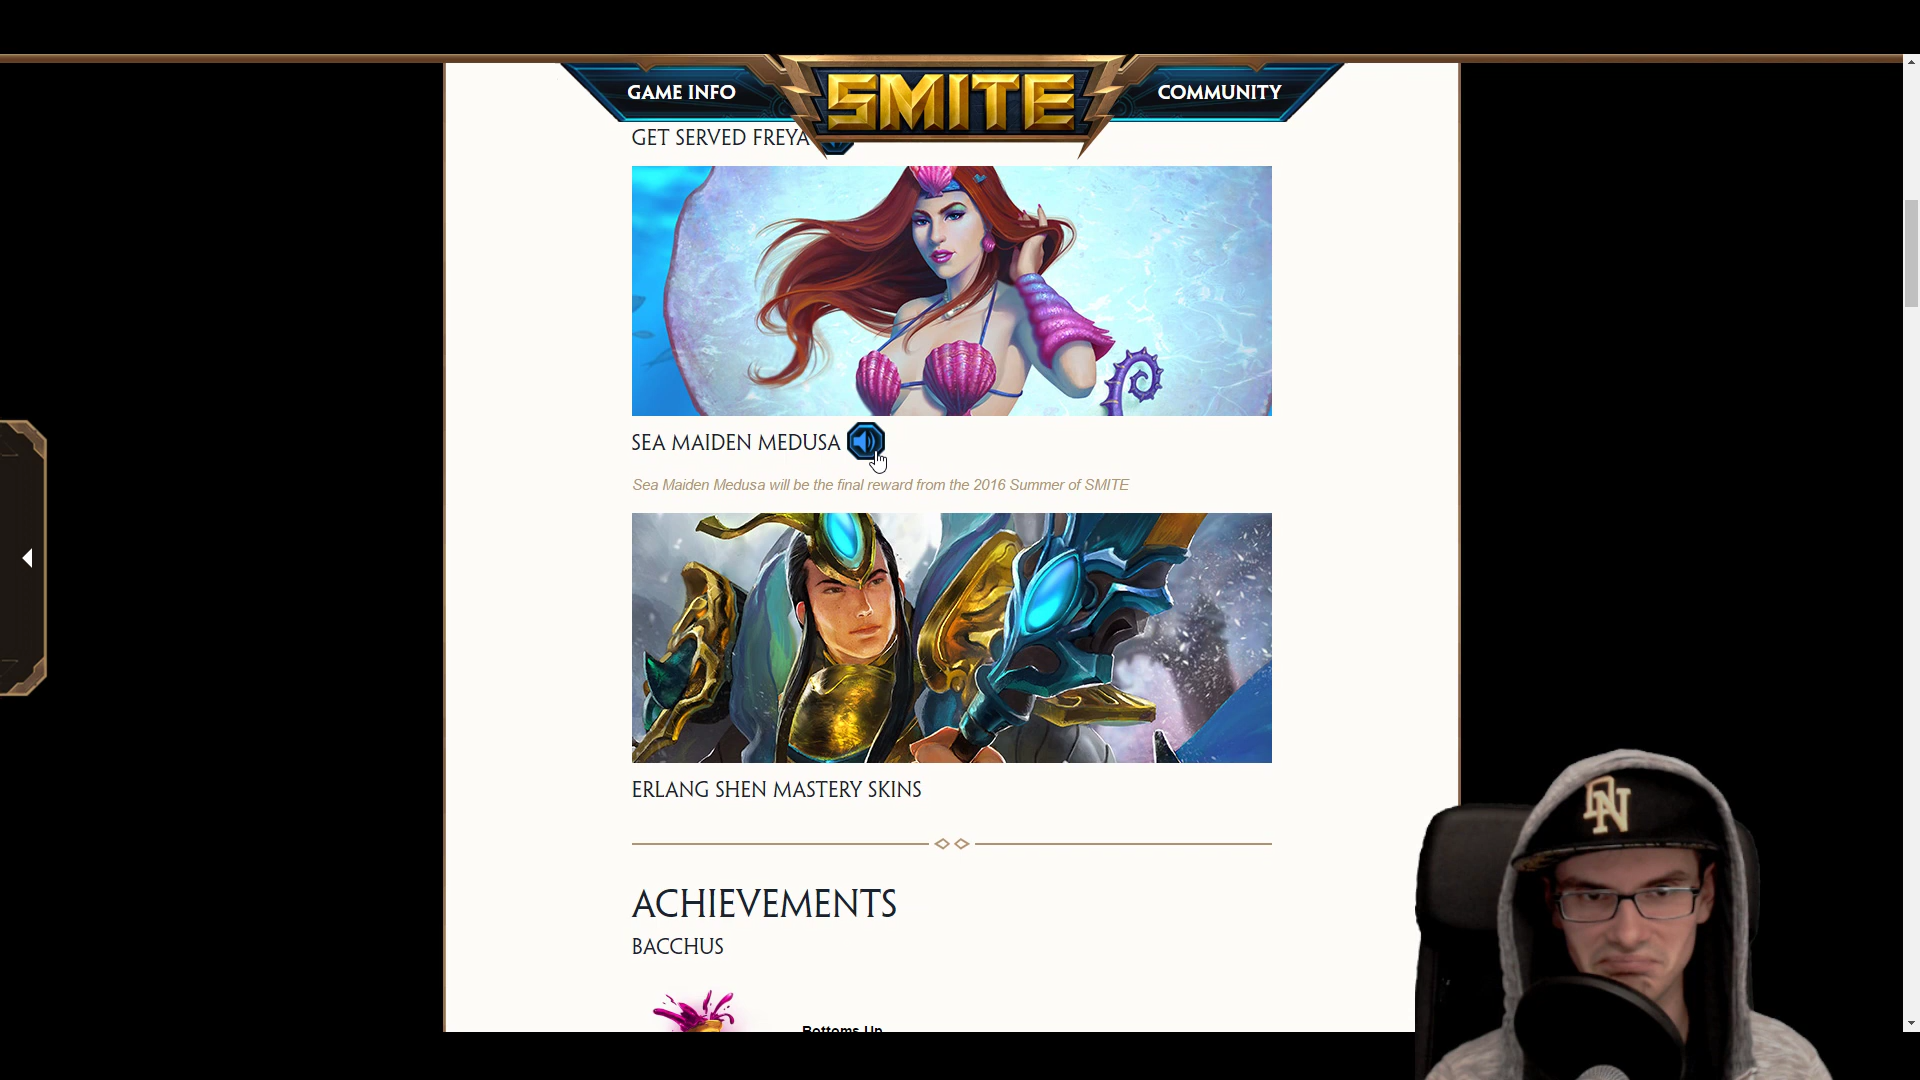 GAME INFO
SMITE
COMMUNITY
GET SERVED FREYA
SEA MAIDEN MEDUSA
Sea Maiden Medusa will be the final reward from the 2016 Summer of SMITE
ERLANG SHEN MASTERY SKINS
ACHIEVEMENTS
BACCHUS
Bottoms Up